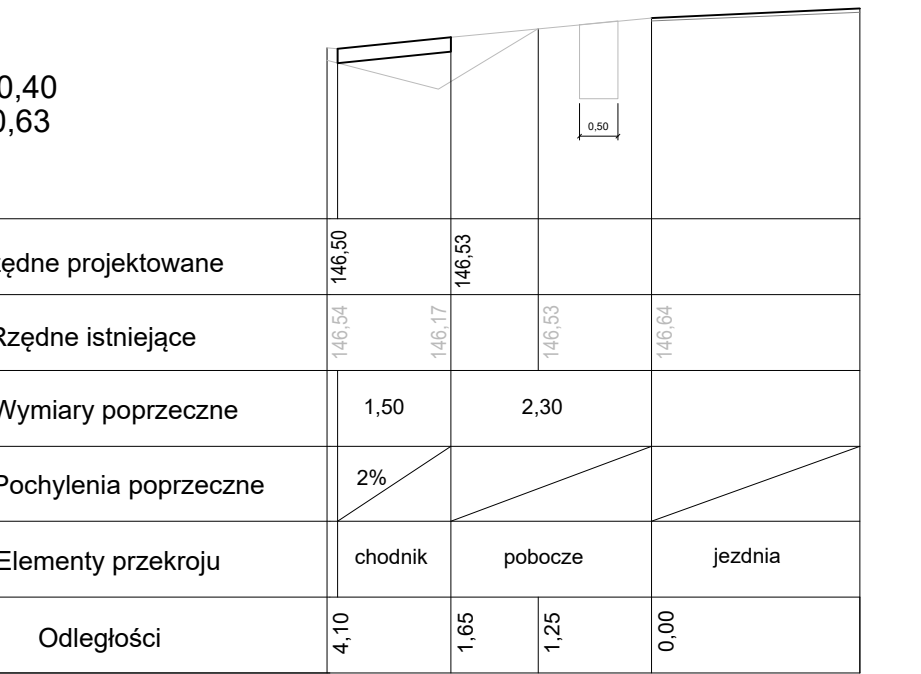 0,40
0,63
0,50
ędne projektowane 146,50 146,53
Rzędne istniejące 146,54 146,17 146,53 146,64
Wymiary poprzeczne 1,50 2,30
Pochylenia poprzeczne 2%
Elementy przekroju chodnik pobocze jezdnia
Odległości 4,10 1,65 1,25 0,00